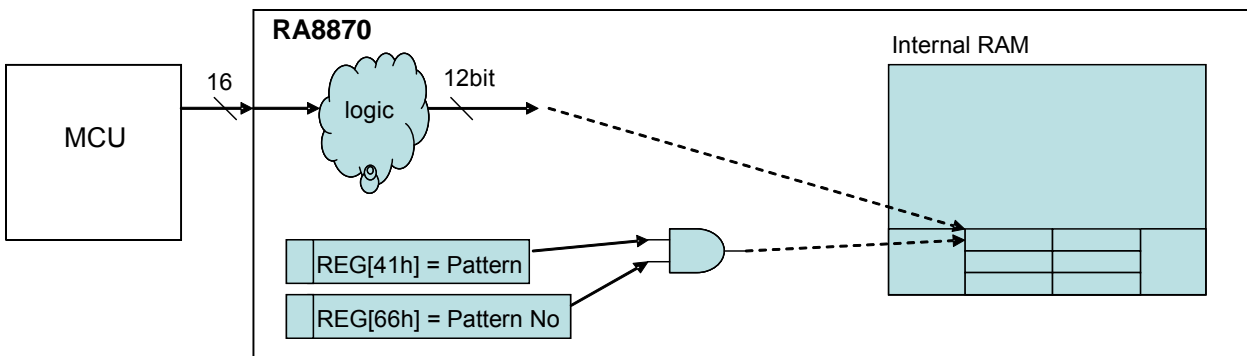 RA8870
Internal RAM
16
12bit
logic
MCU
REG[41h] = Pattern
REG[66h] = Pattern No